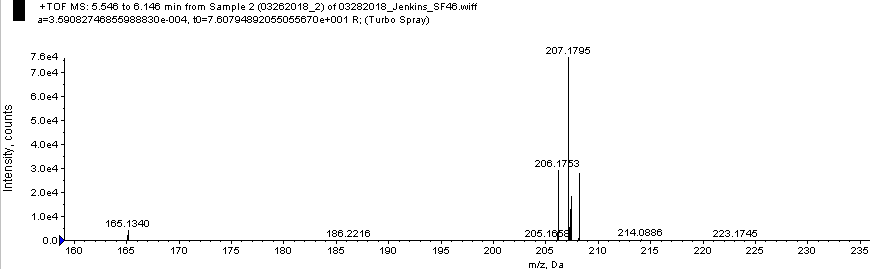 +TOF MS: 5.546 to 6.146 min from Sample 2 (03262018_2) of 03282018_Jenkins_SF46.wiff
a=3.59082746855988830e-004, t0=7.60794892055055670e+001 R; (Turbo Spray)
Intensity, counts
7.6e4
7.0e4
6.0e4
5.0e4
4.0e4
3.0e4
2.0e4
1.0e4
0.0
207.1795
206.1753
165.1340
186.2216
205.1658
214.0886
223.1745
160 165 170 175 180 185 190 195 200 205 210 215 220 225 230 235
m/z, Da